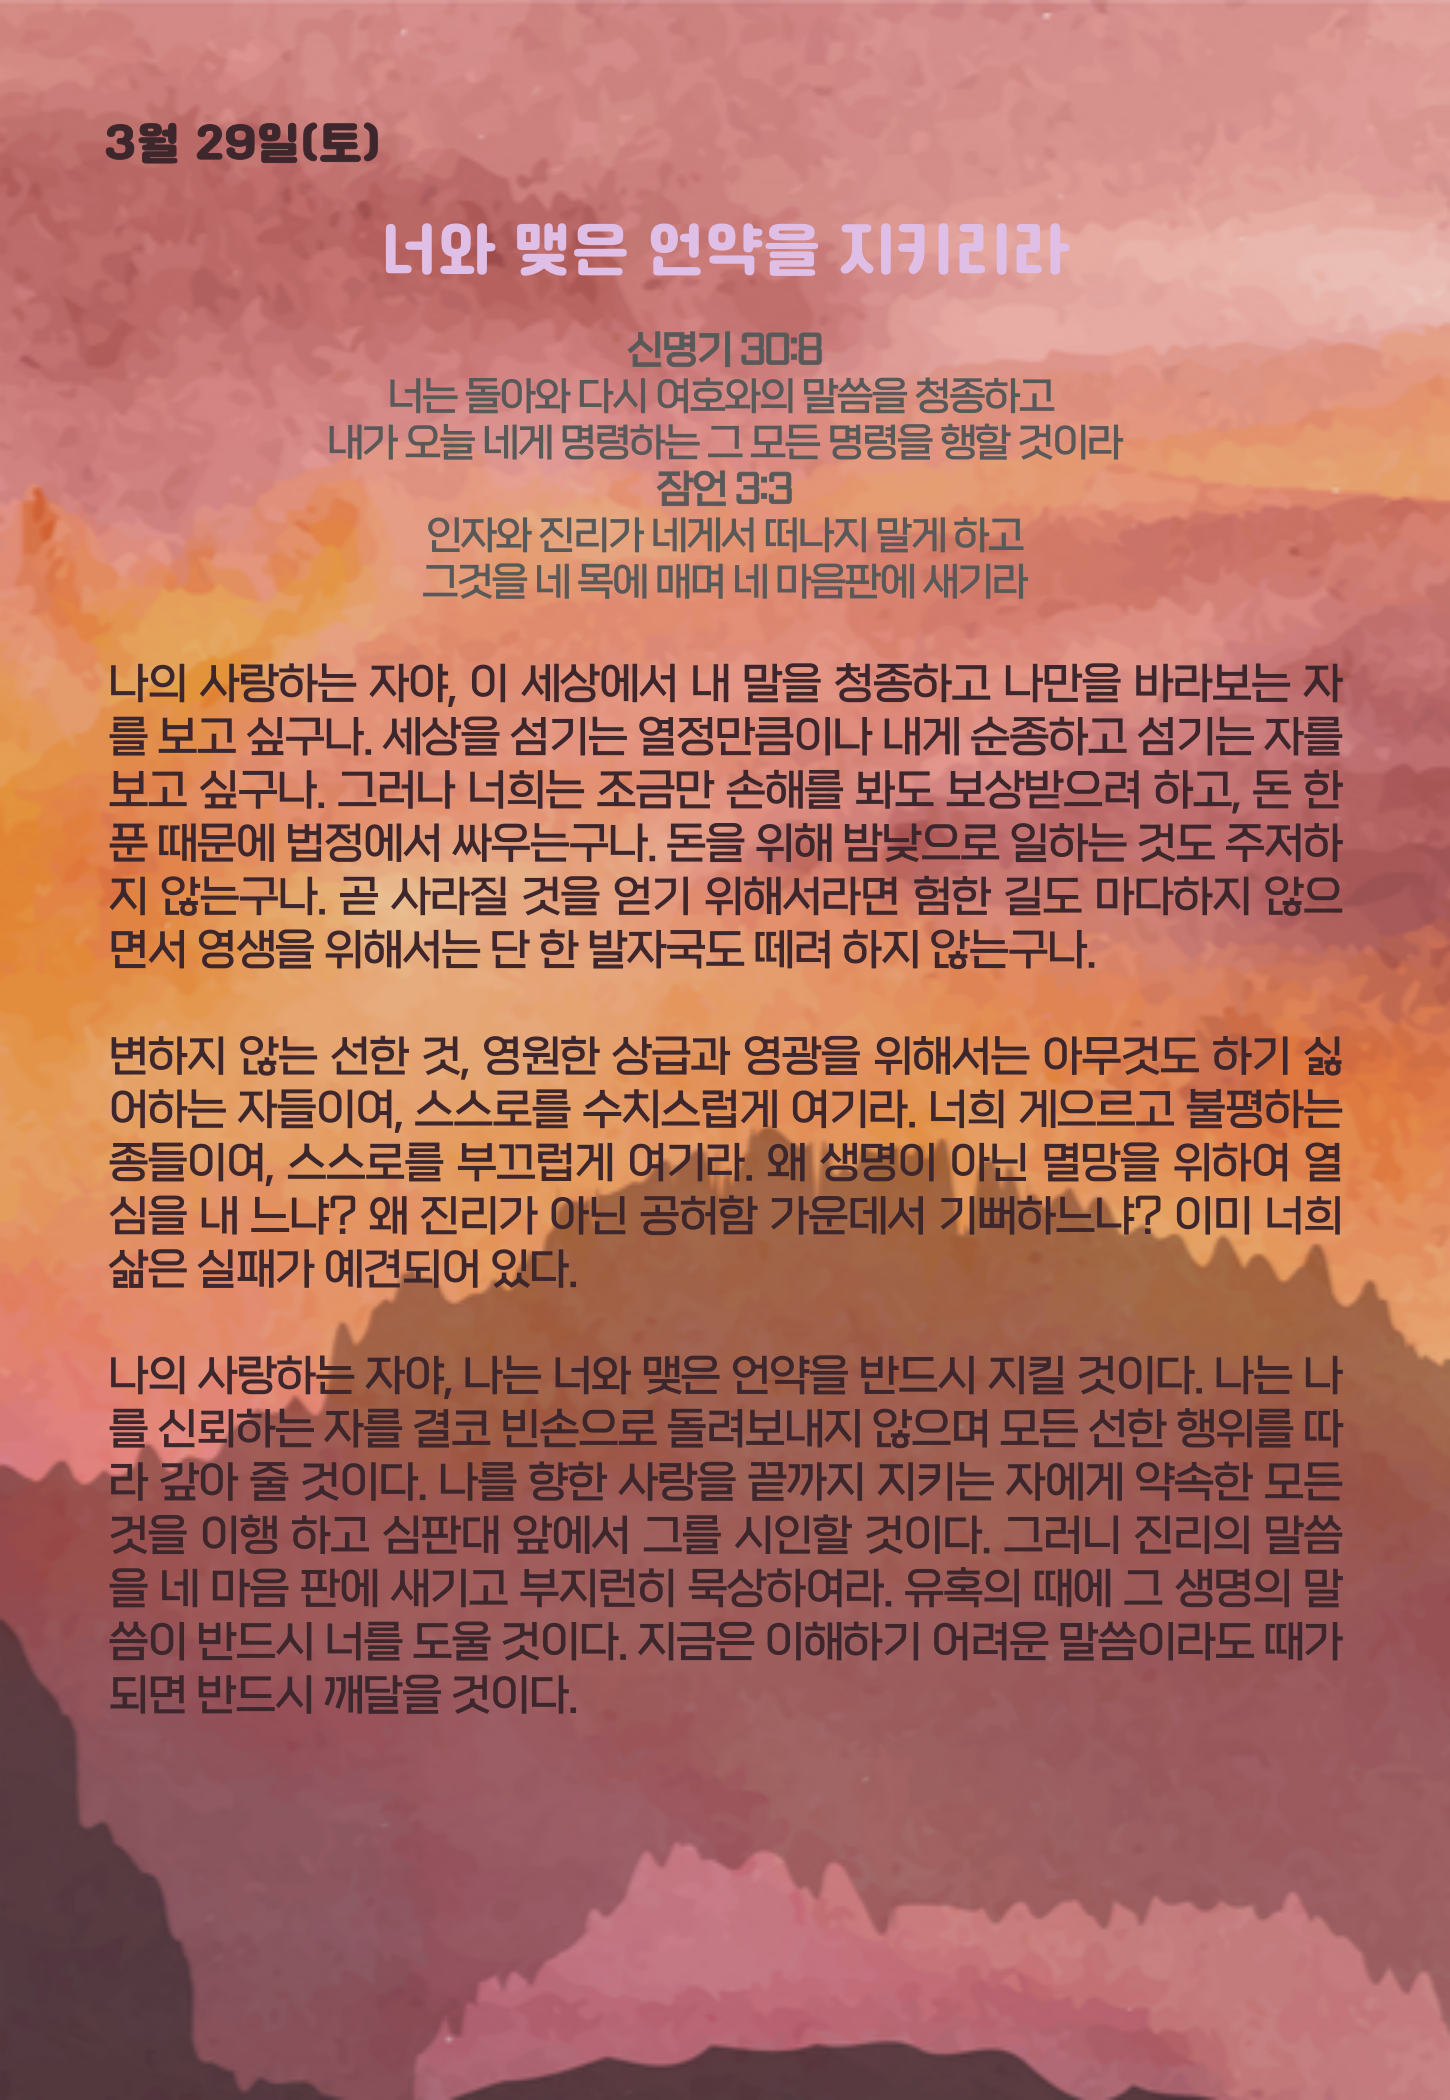 3월 29일(토)
너와 맺은 언약을 지키리라
신명기 30:8
너는 돌아와 다시 여호와의 말씀을 청종하고
내가 오늘 네게 명령하는 그 모든 명령을 행할 것이라
잠언 3:3
인자와 진리가 네게서 떠나지 말게 하고
그것을 네 목에 매며 네 마음판에 새기라
나의 사랑하는 자야, 이 세상에서 내 말을 청종하고 나만을 바라보는 자
를 보고 싶구나. 세상을 섬기는 열정만큼이나 내게 순종하고 섬기는 자를
보고 싶구나. 그러나 너희는 조금만 손해를 봐도 보상받으려 하고, 돈 한
푼 때문에 법정에서 싸우는구나. 돈을 위해 밤낮으로 일하는 것도 주저하
지 않는구나. 곧 사라질 것을 얻기 위해서라면 험한 길도 마다하지 않으
면서 영생을 위해서는 단 한 발자국도 떼려 하지 않는구나.
변하지 않는 선한 것, 영원한 상급과 영광을 위해서는 아무것도 하기 싫
어하는 자들이여, 스스로를 수치스럽게 여기라. 너희 게으르고 불평하는
종들이여, 스스로를 부끄럽게 여기라. 왜 생명이 아닌 멸망을 위하여 열
심을 내 느냐? 왜 진리가 아닌 공허함 가운데서 기뻐하느냐? 이미 너희
삶은 실패가 예견되어 있다.
나의 사랑하는 자야, 나는 너와 맺은 언약을 반드시 지킬 것이다. 나는 나
를 신뢰하는 자를 결코 빈손으로 돌려보내지 않으며 모든 선한 행위를 따
라 갚아 줄 것이다. 나를 향한 사랑을 끝까지 지키는 자에게 약속한 모든
것을 이행 하고 심판대 앞에서 그를 시인할 것이다. 그러니 진리의 말씀
을 네 마음 판에 새기고 부지런히 묵상하여라. 유혹의 때에 그 생명의 말
씀이 반드시 너를 도울 것이다. 지금은 이해하기 어려운 말씀이라도 때가
되면 반드시 깨달을 것이다.